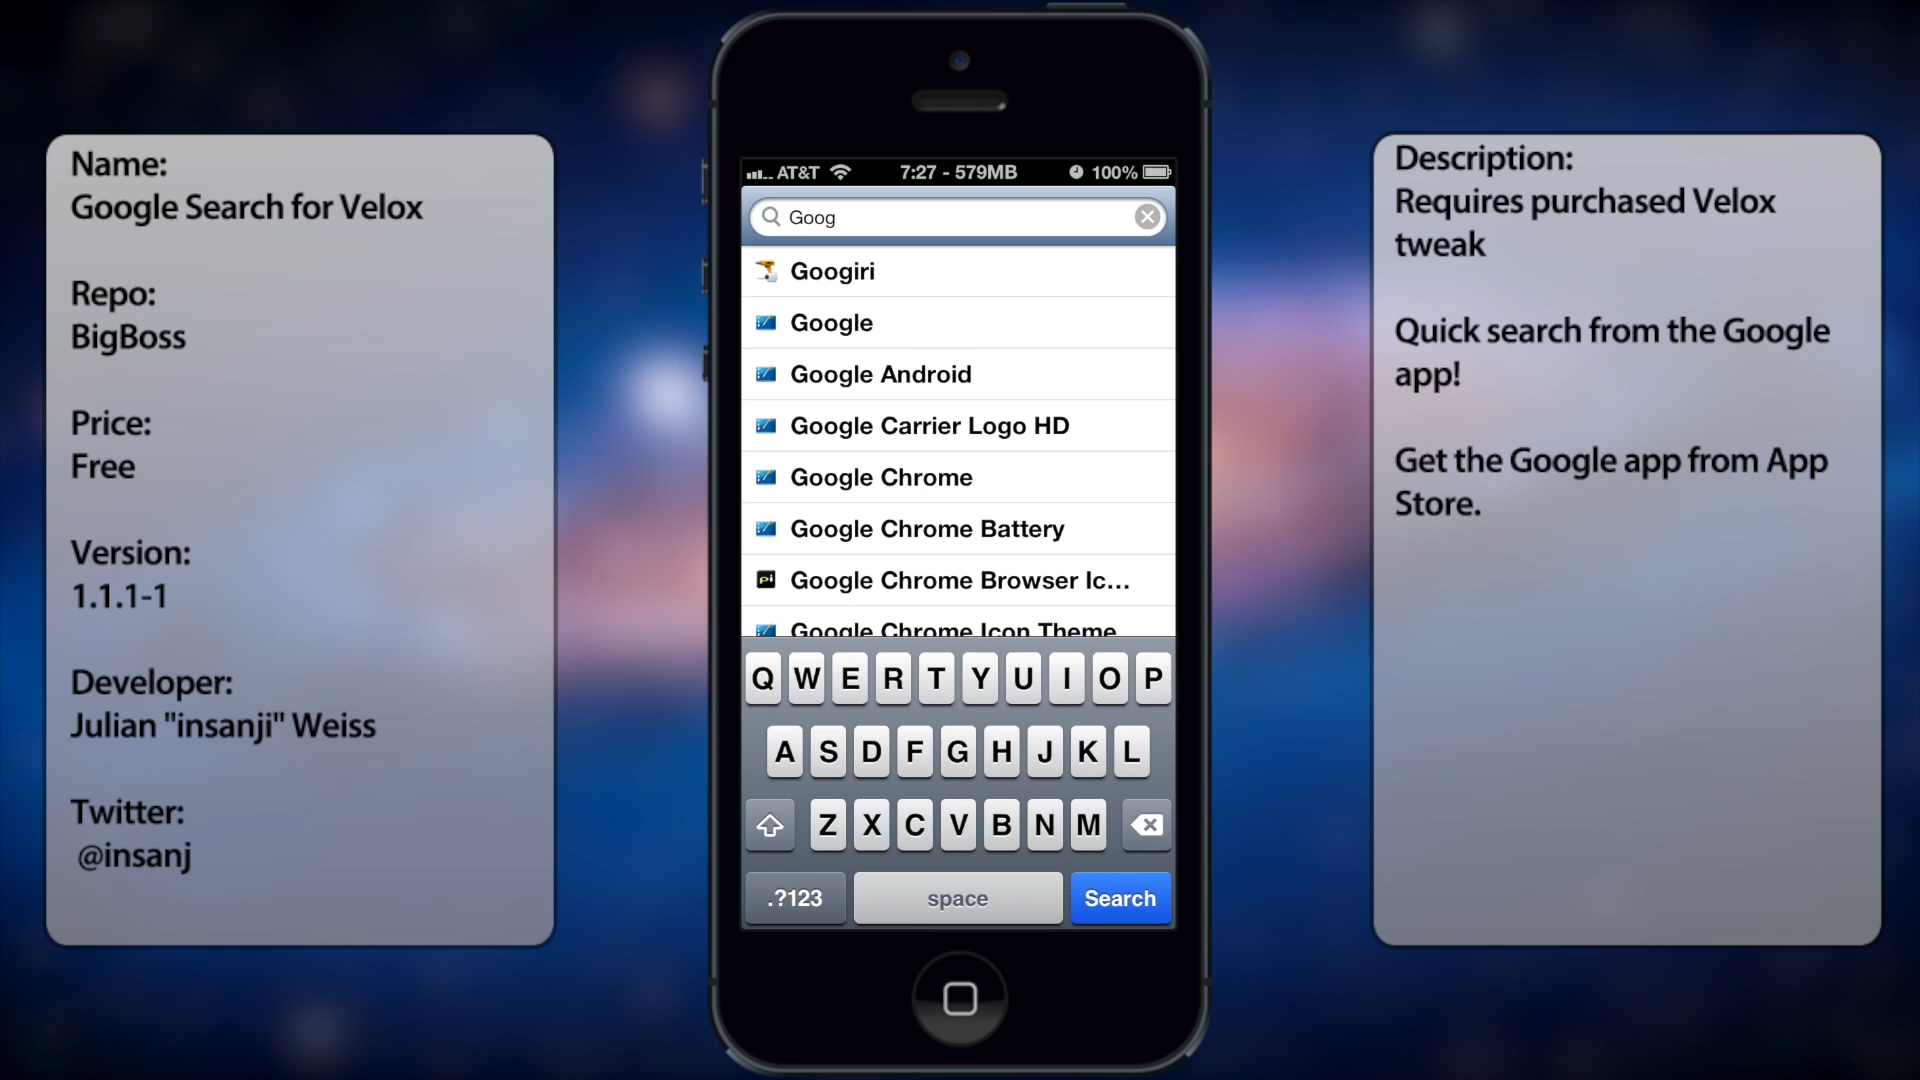 Name:
Google Search for Velox
Repo:
BigBoss
Price:
Free
Version:
1.1.1-1
Developer:
Julian "insanji" Weiss
Twitter:
@insanj
AT&T 7:27 - 579MB 100%
Goog
Googiri
Google
Google Android
Google Carrier Logo HD
Google Chrome
Google Chrome Battery
pi Google Chrome Browser Ic...
Google Chrome Icon Theme
Q W E R T Y U I O P
A S D F G H J K L
Z X C V B N M
.?123 space Search
Description:
Requires purchased Velox
tweak
Quick search from the Google
app!
Get the Google app from App
Store.